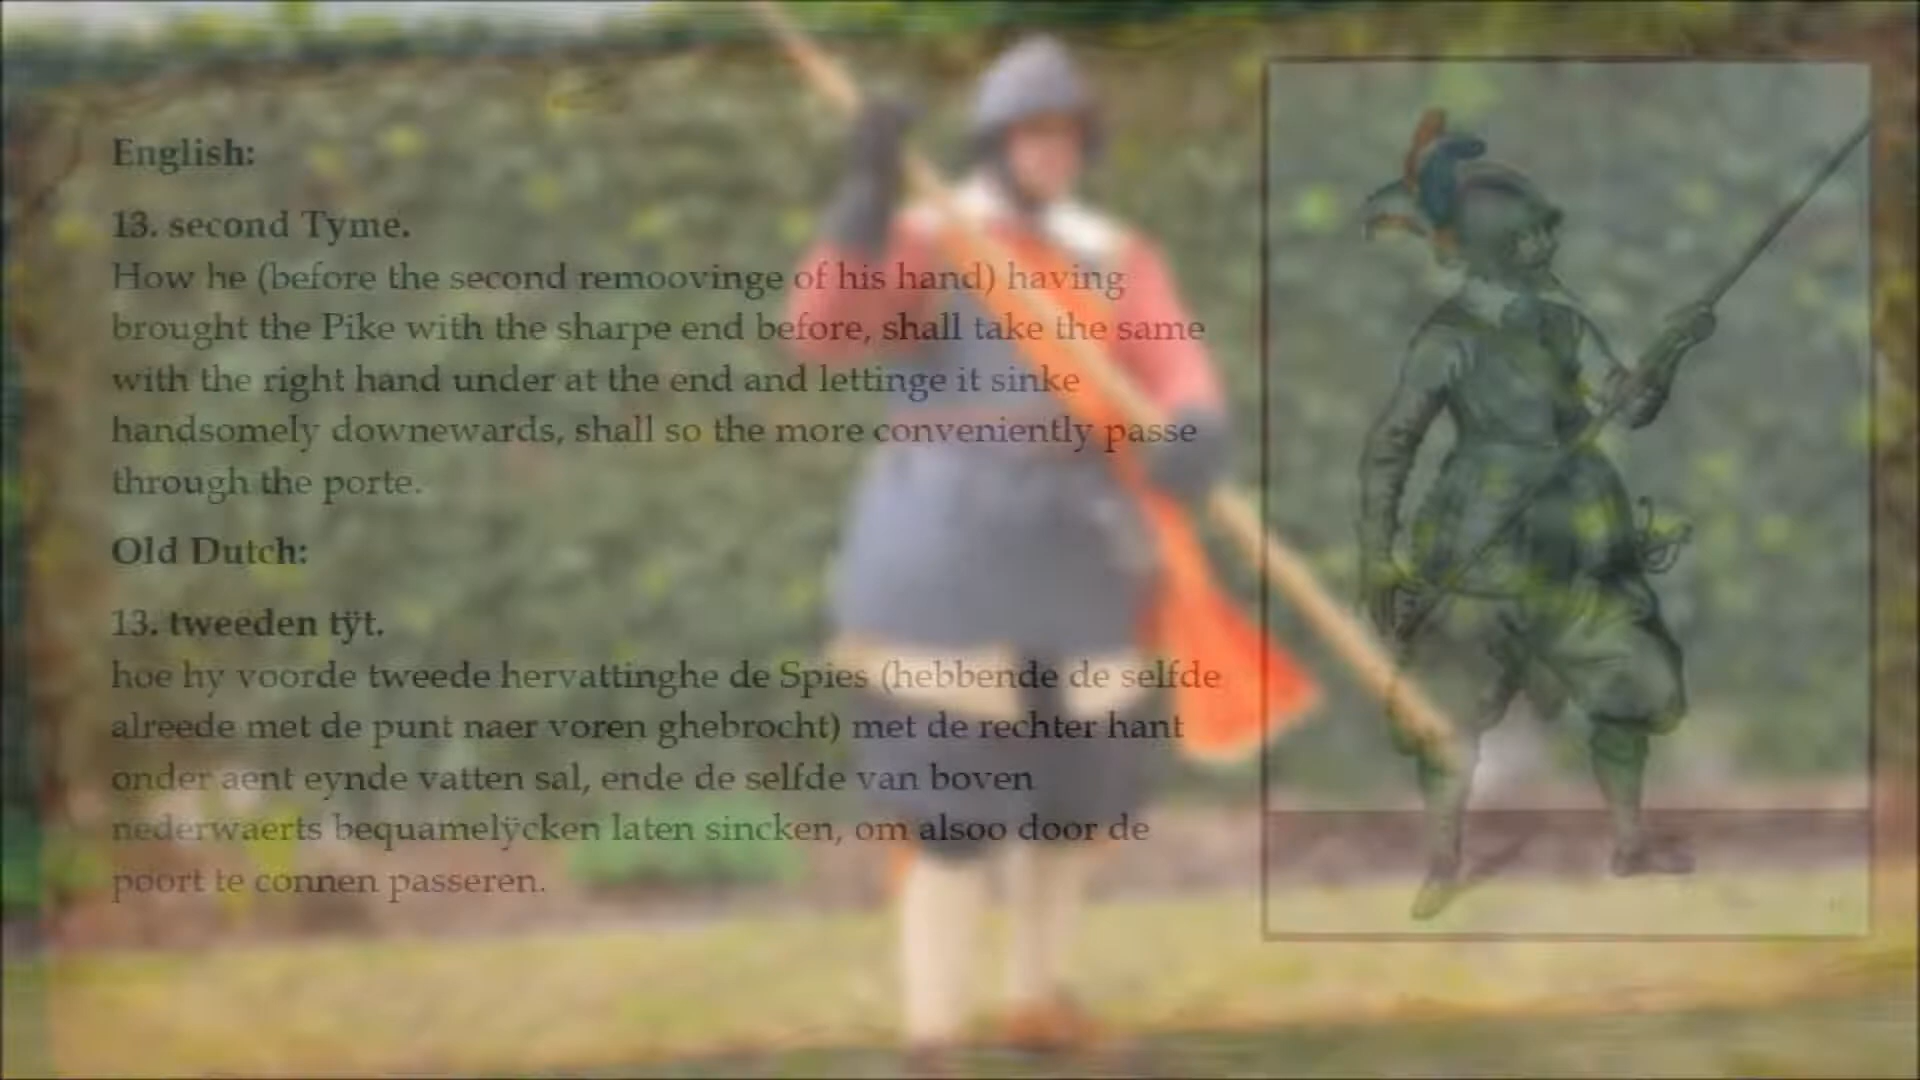 English:
13. second Tyme.
How he (before the second remoovinge of his hand) having
brought the Pike with the sharpe end before, shall take the same
with the right hand under at the end and lettinge it sinke
handsomely downewards, shall so the more conveniently passe
through the porte.
Old Dutch:
13. tweeden tÿt.
hoe hy voorde tweede hervattinghe de Spies (hebbende de selfde
alreede met de punt naer voren ghebrocht) met de rechter hant
onder aent eynde vatten sal, ende de selfde van boven
nederwaerts bequamelÿcken laten sincken, om alsoo door de
poort te connen passeren.